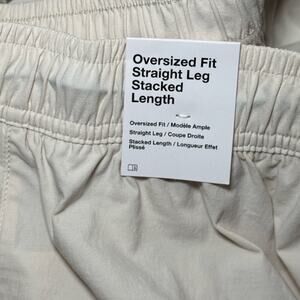 Oversized Fit
Straight Leg
Stacked
Length
Oversized Fit / Modèle Ample
Straight Leg / Coupe Droite
Stacked Length / Longueur Effet
Plissé